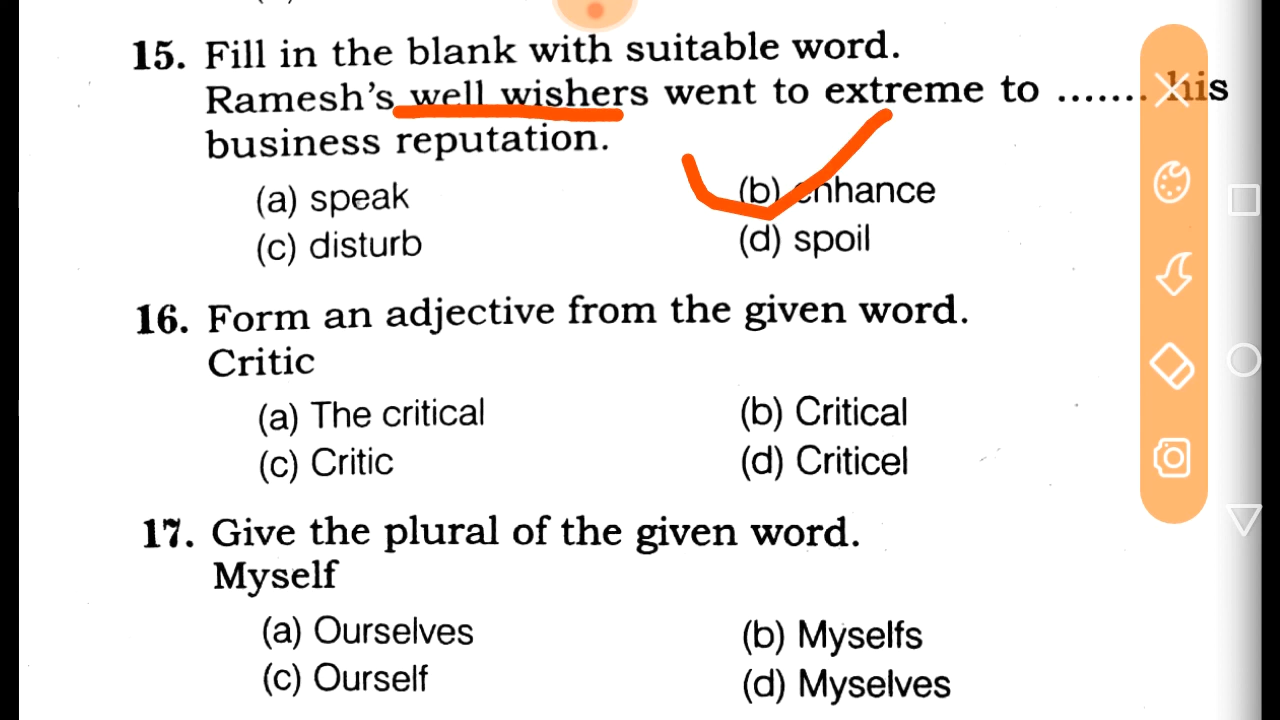 15. Fill in the blank with suitable word.
Ramesh's well wishers went to extreme to ....... his
business reputation.
(a) speak (b) enhance
(c) disturb (d) spoil
16. Form an adjective from the given word.
Critic
(a) The critical (b) Critical
(c) Critic (d) Criticel
17. Give the plural of the given word.
Myself
(a) Ourselves (b) Myselfs
(c) Ourself (d) Myselves